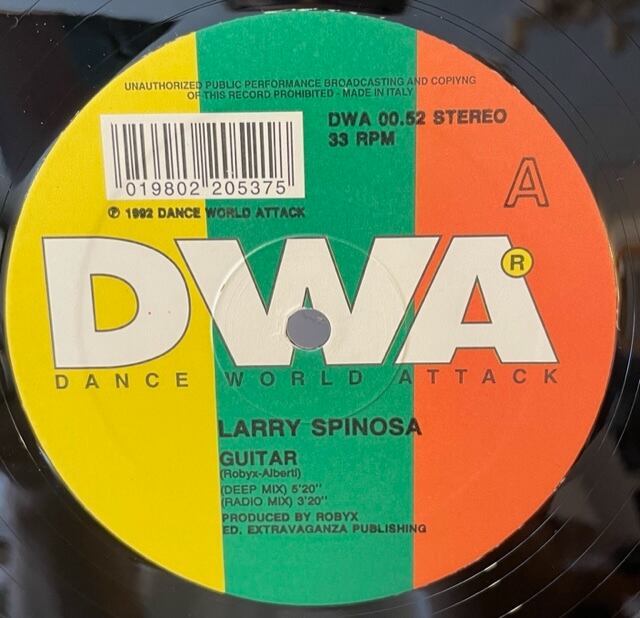 UNAUTHORIZED PUBLIC PERFORMANCE BROADCASTING AND COPIYNG
OF THIS RECORD PROHIBITED - MADE IN ITALY
DWA 00.52 STEREO
33 RPM
019802 205375
A
℗ 1992 DANCE WORLD ATTACK
DWA®
DANCE WORLD ATTACK
LARRY SPINOSA
GUITAR
(Robyx-Alberti)
(DEEP MIX) 5'20"
(RADIO MIX) 3'20"
PRODUCED BY ROBYX
ED. EXTRAVAGANZA PUBLISHING